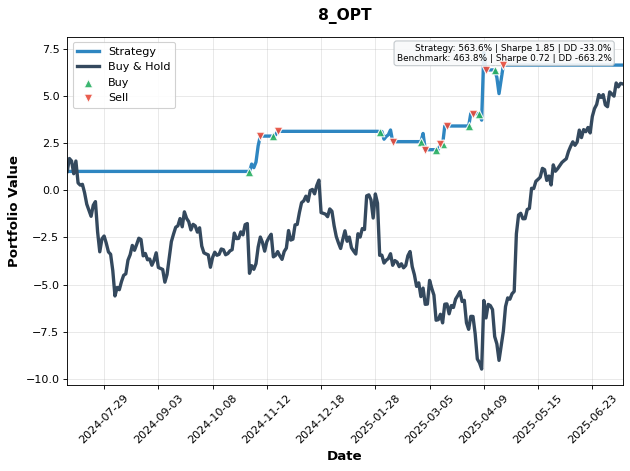 8_OPT
Strategy
Buy & Hold
Buy
Sell
Strategy: 563.6% | Sharpe 1.85 | DD -33.0%
Benchmark: 463.8% | Sharpe 0.72 | DD -663.2%
Portfolio Value
7.5
5.0
2.5
0.0
−2.5
−5.0
−7.5
−10.0
2024-07-29
2024-09-03
2024-10-08
2024-11-12
2024-12-18
2025-01-28
2025-03-05
2025-04-09
2025-05-15
2025-06-23
Date